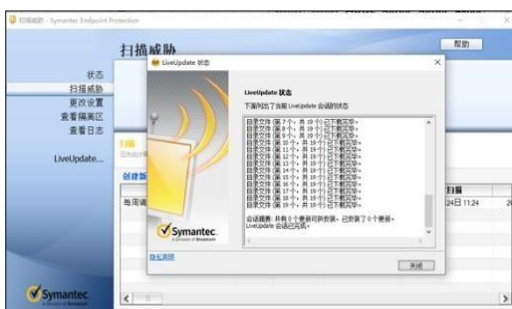 扫描威胁 - Symantec Endpoint Protection
扫描威胁
帮助
状态
扫描威胁
更改设置
查看隔离区
查看日志
LiveUpdate...
LiveUpdate 状态
LiveUpdate 状态
下面列出了当前 LiveUpdate 会话的状态
目录文件 (第 7 个，共 19 个) 已下载完毕。
目录文件 (第 8 个，共 19 个) 已下载完毕。
目录文件 (第 9 个，共 19 个) 已下载完毕。
目录文件 (第 10 个，共 19 个) 已下载完毕。
目录文件 (第 11 个，共 19 个) 已下载完毕。
目录文件 (第 12 个，共 19 个) 已下载完毕。
目录文件 (第 13 个，共 19 个) 已下载完毕。
目录文件 (第 14 个，共 19 个) 已下载完毕。
目录文件 (第 15 个，共 19 个) 已下载完毕。
目录文件 (第 16 个，共 19 个) 已下载完毕。
目录文件 (第 17 个，共 19 个) 已下载完毕。
目录文件 (第 18 个，共 19 个) 已下载完毕。
目录文件 (第 19 个，共 19 个) 已下载完毕。
会话摘要: 共有 0 个更新可供安装，已安装了 0 个更新。
LiveUpdate 会话已完成。
Symantec
A Division of Broadcom
隐私声明
关闭
扫描
创建新
扫描
每周
24日 11:24
20
Symantec